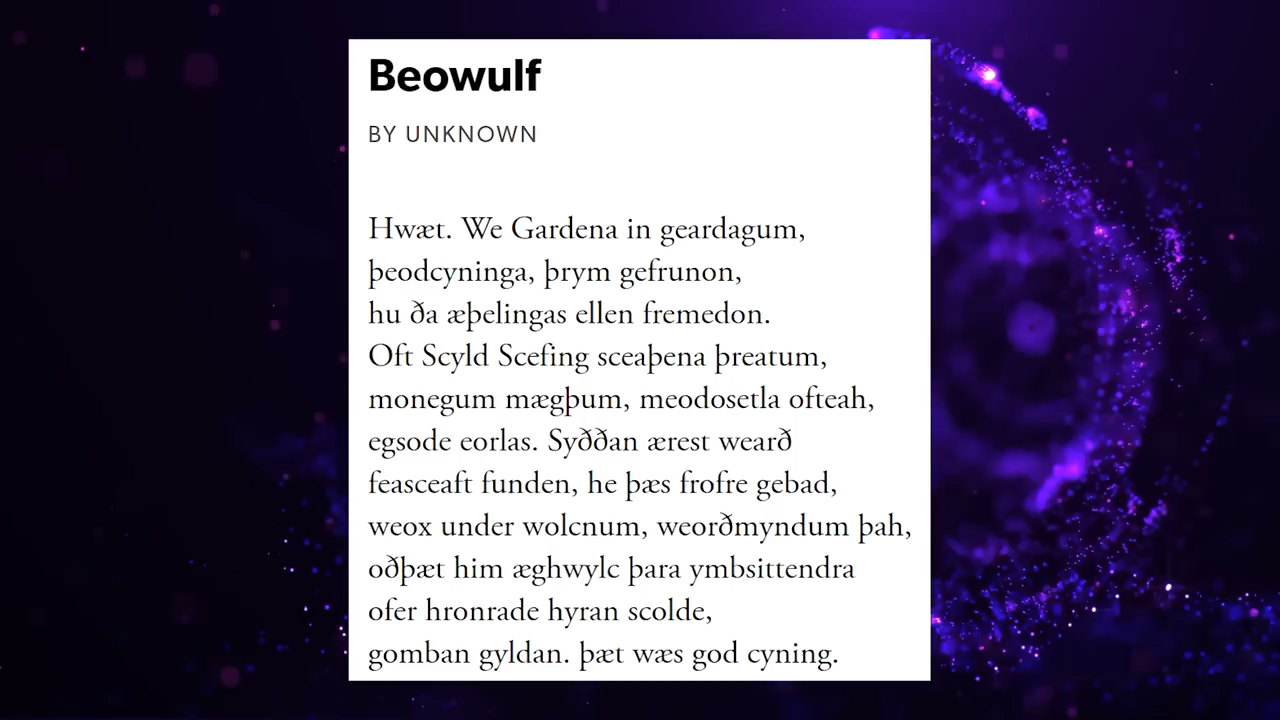 Beowulf
BY UNKNOWN
Hwæt. We Gardena in geardagum,
þeodcyninga, þrym gefrunon,
hu ða æþelingas ellen fremedon.
Oft Scyld Scefing sceaþena þreatum,
monegum mægþum, meodosetla ofteah,
egsode eorlas. Syððan ærest wearð
feasceaft funden, he þæs frofre gebad,
weox under wolcnum, weorðmyndum þah,
oðþæt him æghwylc þara ymbsittendra
ofer hronrade hyran scolde,
gomban gyldan. þæt wæs god cyning.